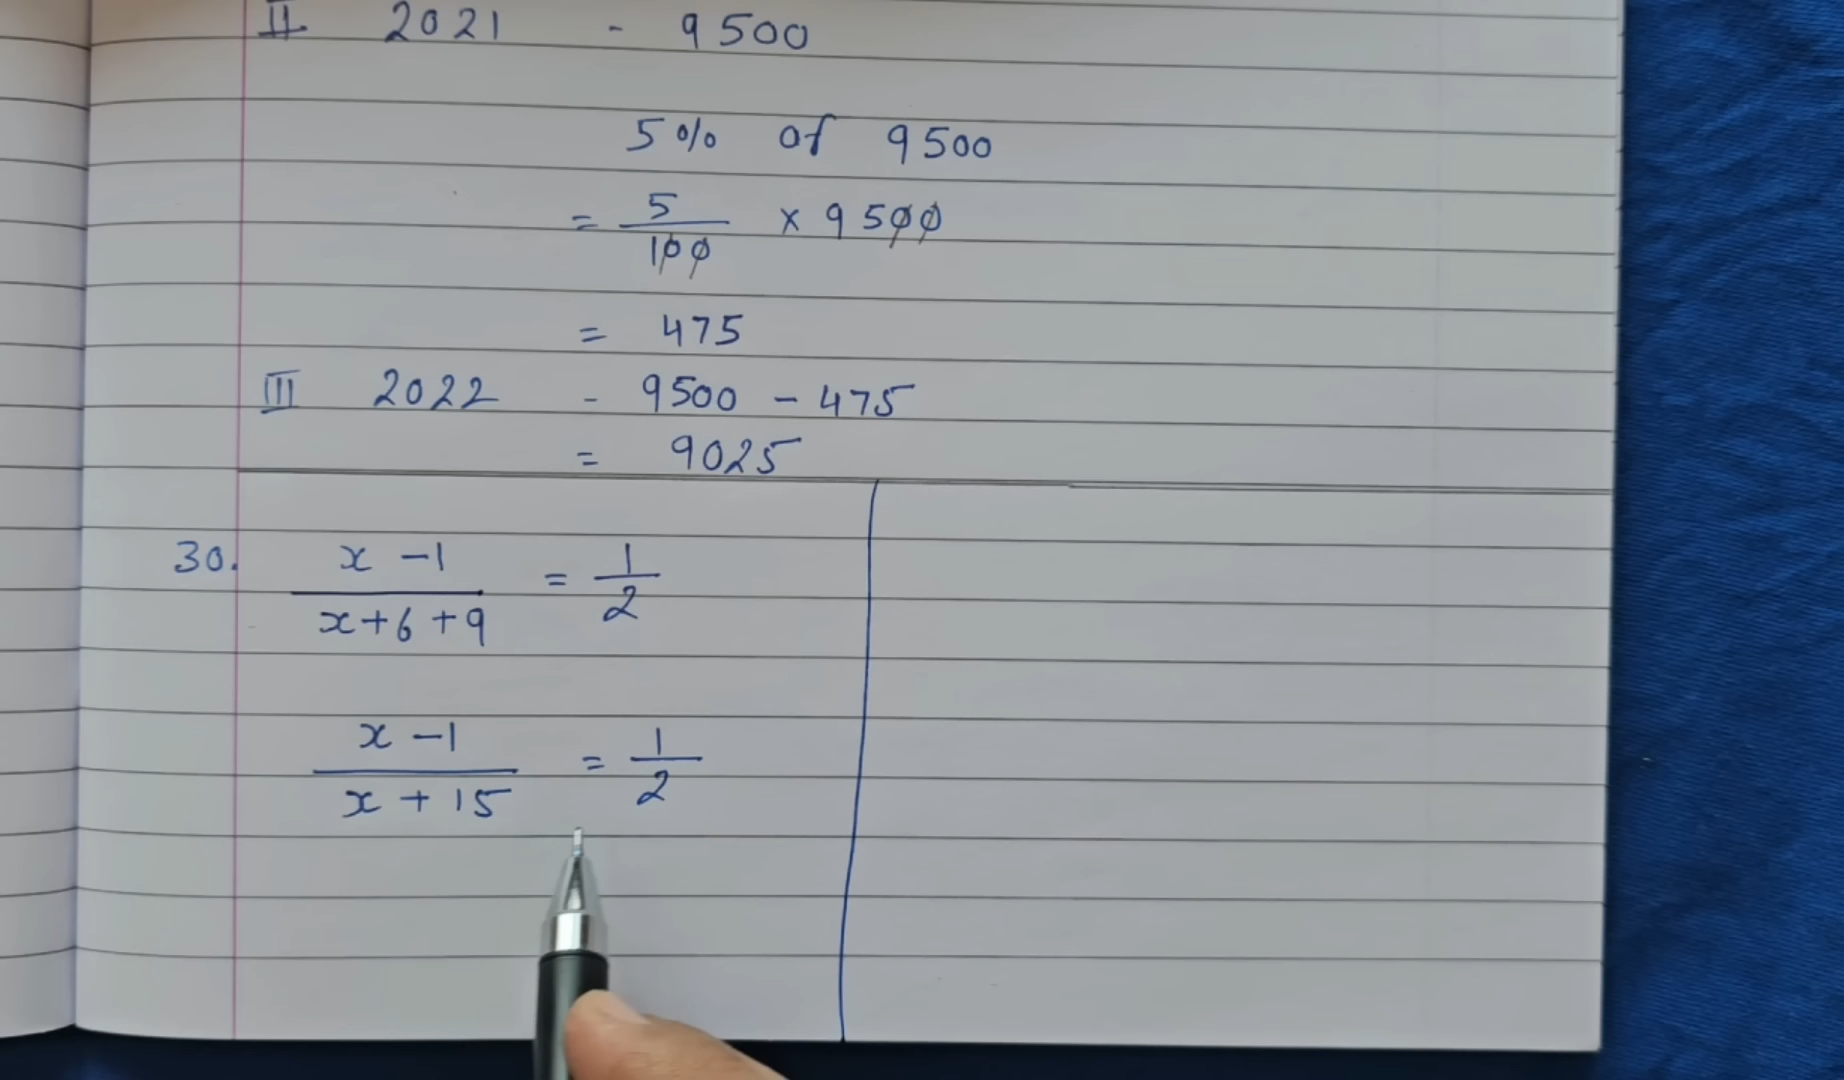 II 2021 - 9500
5% of 9500
= 5/100 × 9500
= 475
III 2022 - 9500 - 475
= 9025
30. x - 1 / x + 6 + 9 = 1/2
x - 1 / x + 15 = 1/2